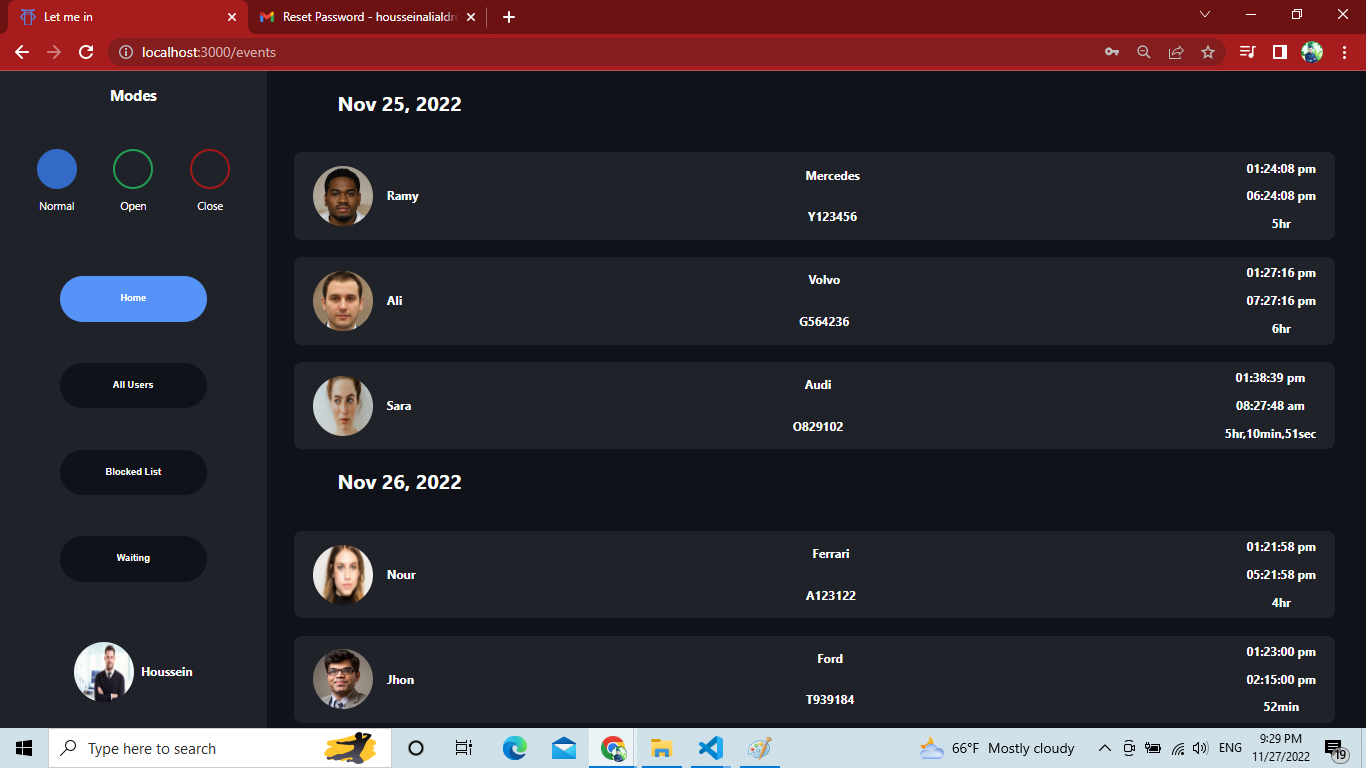 Let me in
Reset Password - housseinalialdr
localhost:3000/events
Modes
Normal
Open
Close
Home
All Users
Blocked List
Waiting
Houssein
Nov 25, 2022
Ramy
Mercedes
Y123456
01:24:08 pm
06:24:08 pm
5hr
Ali
Volvo
G564236
01:27:16 pm
07:27:16 pm
6hr
Sara
Audi
O829102
01:38:39 pm
08:27:48 am
5hr,10min,51sec
Nov 26, 2022
Nour
Ferrari
A123122
01:21:58 pm
05:21:58 pm
4hr
Jhon
Ford
T939184
01:23:00 pm
02:15:00 pm
52min
Type here to search
66°F Mostly cloudy
ENG
9:29 PM
11/27/2022
19